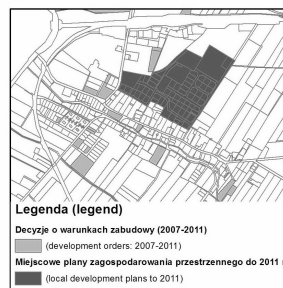 Legenda (legend)
Decyzje o warunkach zabudowy (2007-2011)
(development orders: 2007-2011)
Miejscowe plany zagospodarowania przestrzennego do 2011
(local development plans to 2011)